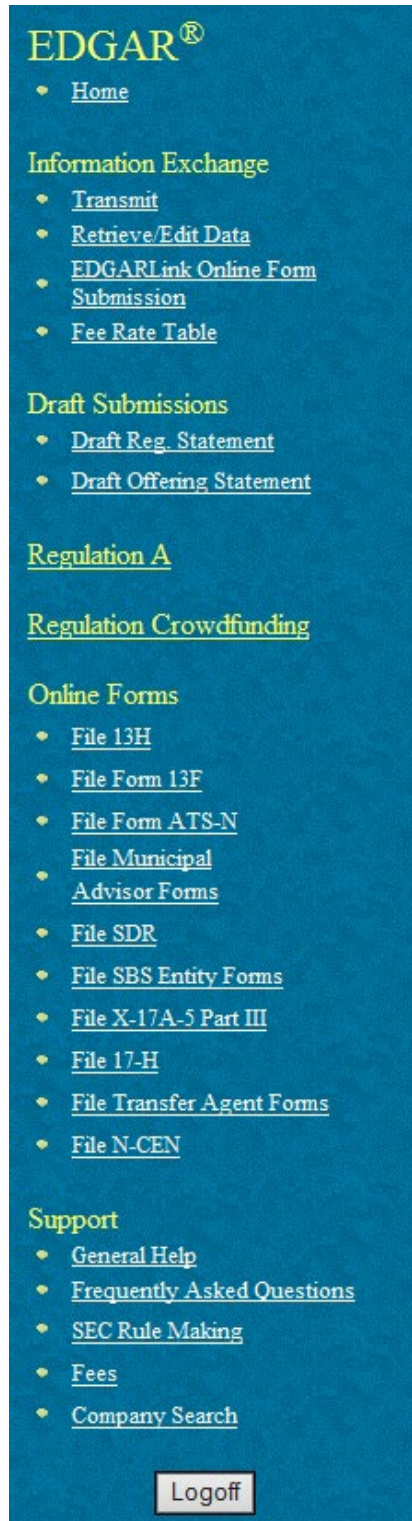 EDGAR®
Home
Information Exchange
Transmit
Retrieve/Edit Data
EDGARLink Online Form
Submission
Fee Rate Table
Draft Submissions
Draft Reg. Statement
Draft Offering Statement
Regulation A
Regulation Crowdfunding
Online Forms
File 13H
File Form 13F
File Form ATS-N
File Municipal
Advisor Forms
File SDR
File SBS Entity Forms
File X-17A-5 Part III
File 17-H
File Transfer Agent Forms
File N-CEN
Support
General Help
Frequently Asked Questions
SEC Rule Making
Fees
Company Search
Logoff